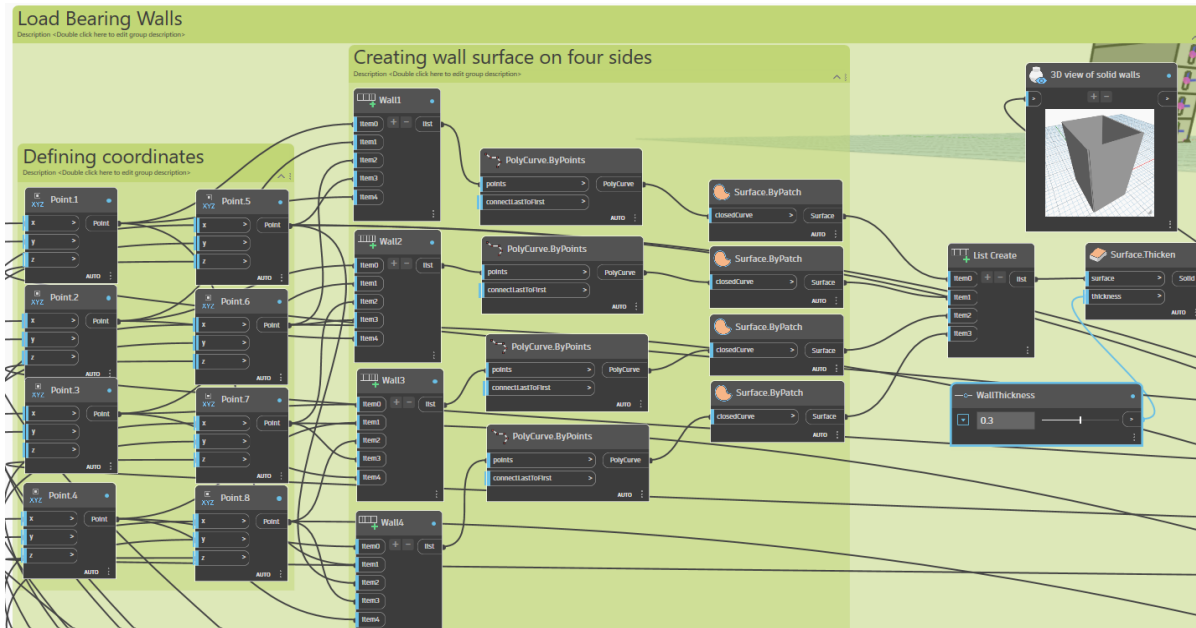 Load Bearing Walls
Description <Double click here to edit group description>
Creating wall surface on four sides
Description <Double click here to edit group description>
Defining coordinates
Description <Double click here to edit group description>
XYZ Point.1
x > Point
y >
z >
AUTO
XYZ Point.2
x > Point
y >
z >
AUTO
XYZ Point.3
x > Point
y >
z >
AUTO
XYZ Point.4
x > Point
y >
z >
AUTO
XYZ Point.5
x > Point
y >
z >
AUTO
XYZ Point.6
x > Point
y >
z >
AUTO
XYZ Point.7
x > Point
y >
z >
AUTO
XYZ Point.8
x > Point
y >
z >
AUTO
Wall1
Item0 + − list
Item1
Item2
Item3
Item4
Wall2
Item0 + − list
Item1
Item2
Item3
Item4
Wall3
Item0 + − list
Item1
Item2
Item3
Item4
Wall4
Item0 + − list
Item1
Item2
Item3
Item4
PolyCurve.ByPoints
points > PolyCurve
connectLastToFirst >
AUTO
PolyCurve.ByPoints
points > PolyCurve
connectLastToFirst >
AUTO
PolyCurve.ByPoints
points > PolyCurve
connectLastToFirst >
AUTO
PolyCurve.ByPoints
points > PolyCurve
connectLastToFirst >
AUTO
Surface.ByPatch
closedCurve > Surface
AUTO
Surface.ByPatch
closedCurve > Surface
AUTO
Surface.ByPatch
closedCurve > Surface
AUTO
Surface.ByPatch
closedCurve > Surface
AUTO
List Create
Item0 + − list
Item1
Item2
Item3
3D view of solid walls
> + − >
Surface.Thicken
surface > Solid
thickness >
AUTO
WallThickness
0.3 >